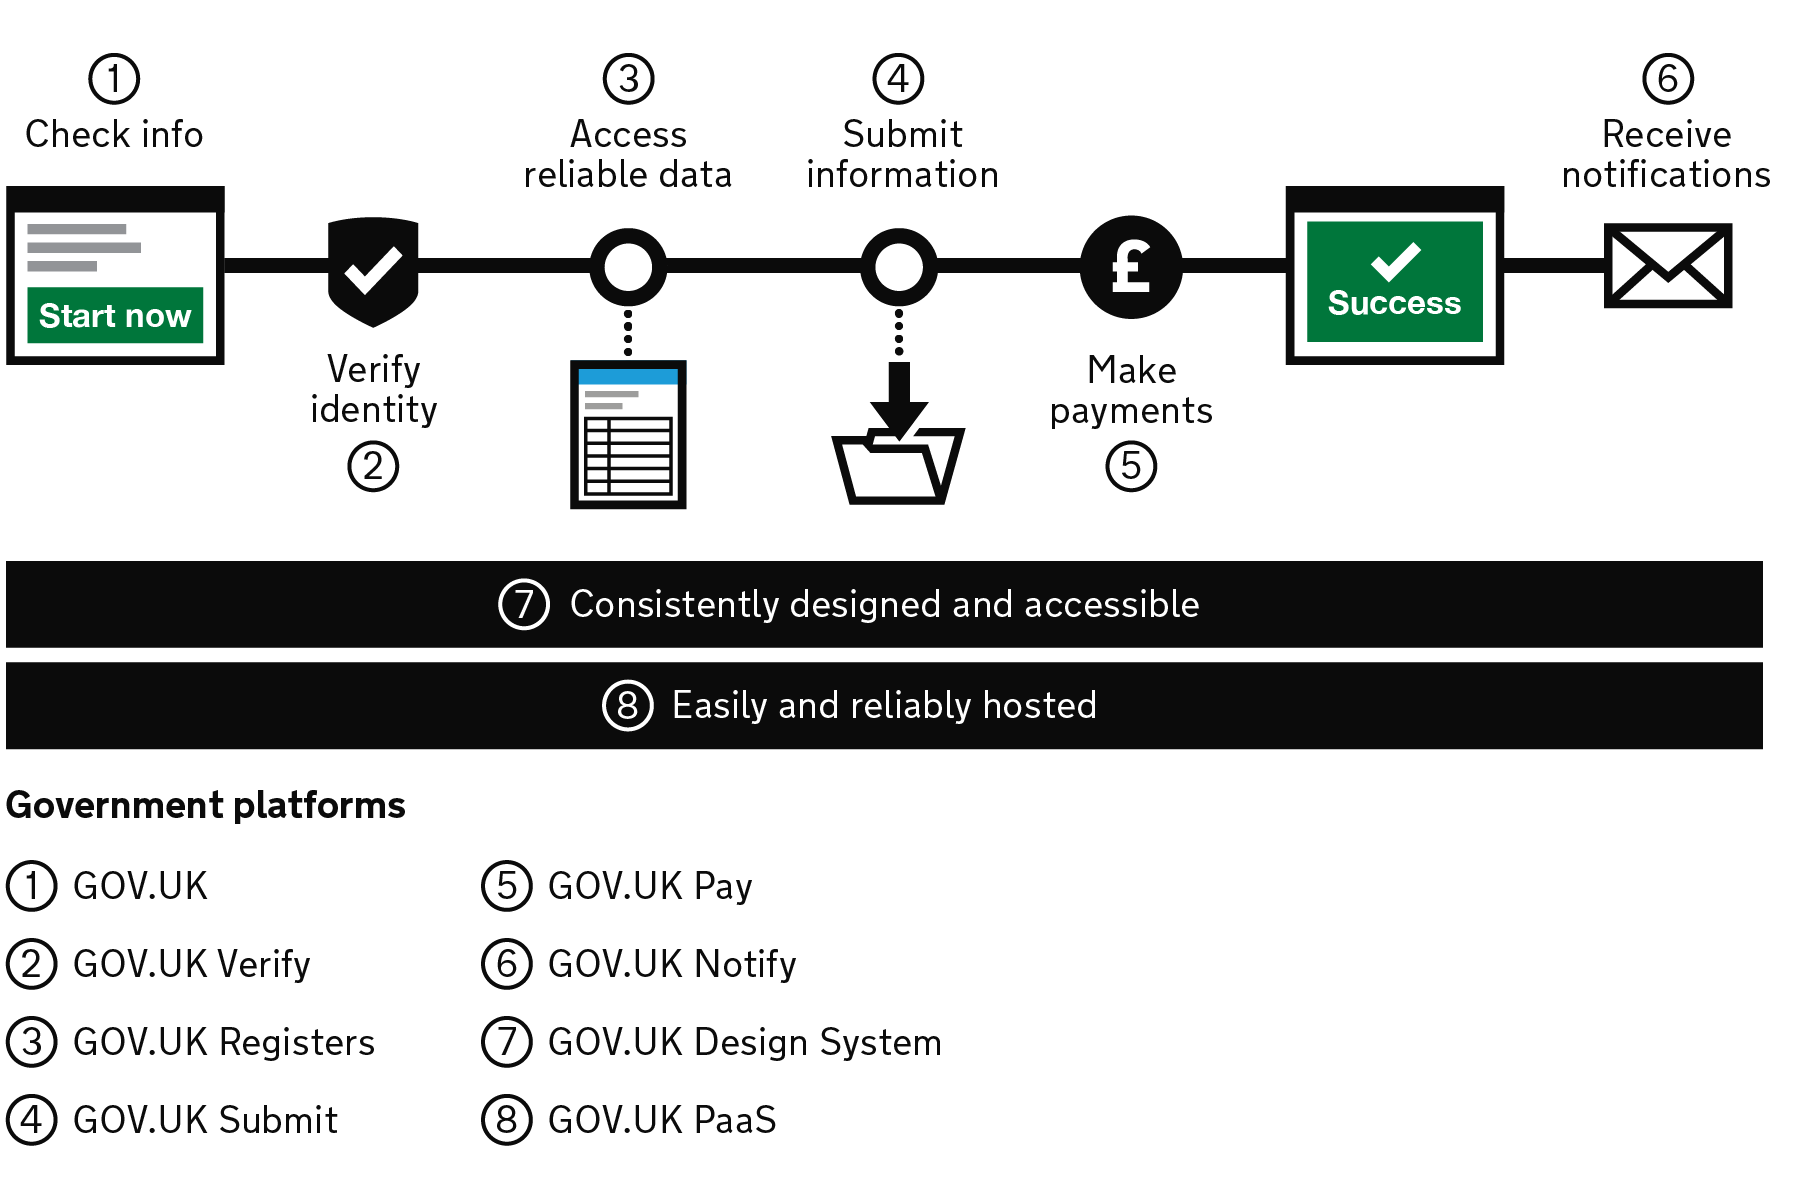 1
Check info
Start now
Verify
identity
2
3
Access
reliable data
4
Submit
information
£
Make
payments
5
Success
6
Receive
notifications
7 Consistently designed and accessible
8 Easily and reliably hosted
Government platforms
1 GOV.UK
2 GOV.UK Verify
3 GOV.UK Registers
4 GOV.UK Submit
5 GOV.UK Pay
6 GOV.UK Notify
7 GOV.UK Design System
8 GOV.UK PaaS